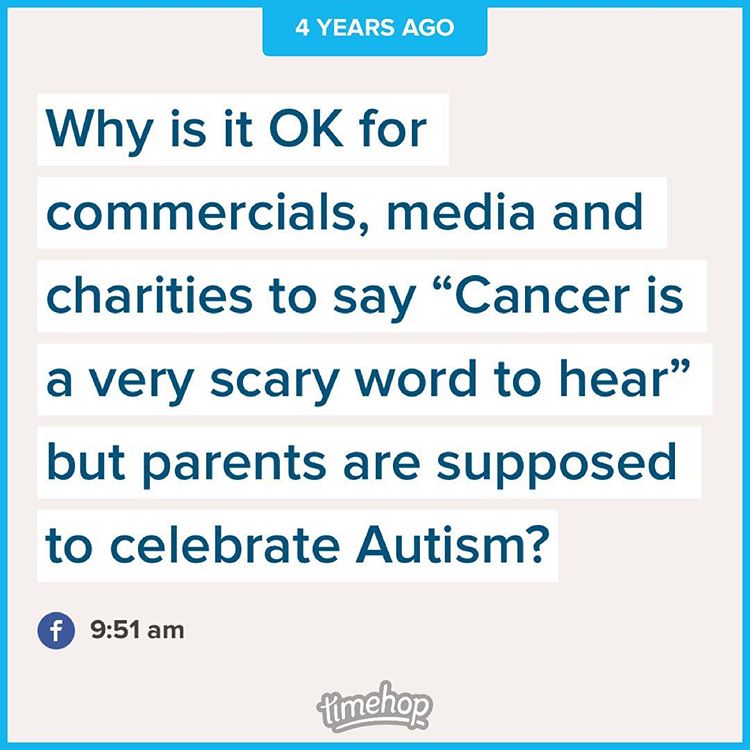 4 YEARS AGO
Why is it OK for
commercials, media and
charities to say “Cancer is
a very scary word to hear”
but parents are supposed
to celebrate Autism?
f 9:51 am
timehop